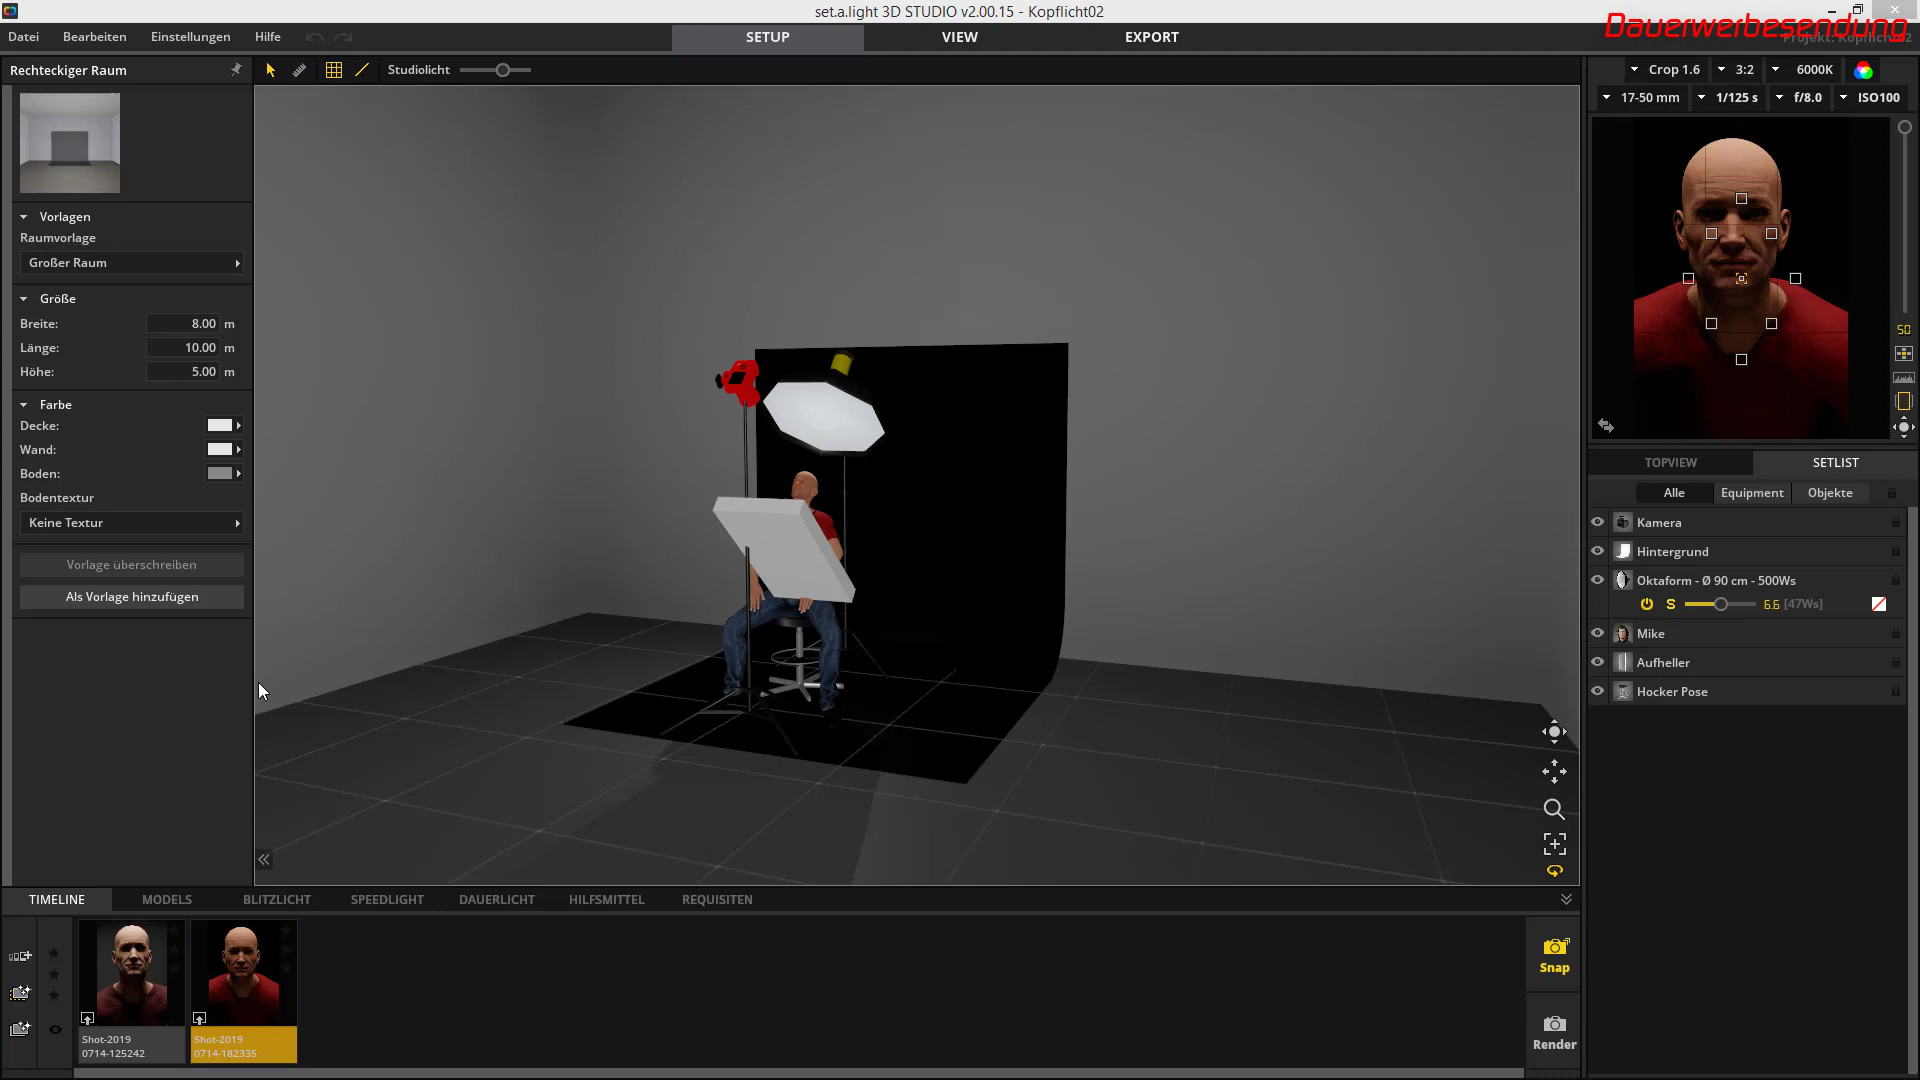 set.a.light 3D STUDIO v2.00.15 - Kopflicht02
Dauerwerbesendung
Datei Bearbeiten Einstellungen Hilfe
SETUP VIEW EXPORT
Projekt: Kopflicht02
Rechteckiger Raum
Studiolicht
Crop 1.6 3:2 6000K
17-50 mm 1/125 s f/8.0 ISO100
Vorlagen
Raumvorlage
Großer Raum
Größe
Breite: 8.00 m
Länge: 10.00 m
Höhe: 5.00 m
Farbe
Decke:
Wand:
Boden:
Bodentextur
Keine Textur
Vorlage überschreiben
Als Vorlage hinzufügen
50
TOPVIEW SETLIST
Alle Equipment Objekte
Kamera
Hintergrund
Oktaform - Ø 90 cm - 500Ws
S 6.6 [47Ws]
Mike
Aufheller
Hocker Pose
TIMELINE MODELS BLITZLICHT SPEEDLIGHT DAUERLICHT HILFSMITTEL REQUISITEN
Shot-2019
0714-125242
Shot-2019
0714-182335
Snap
Render